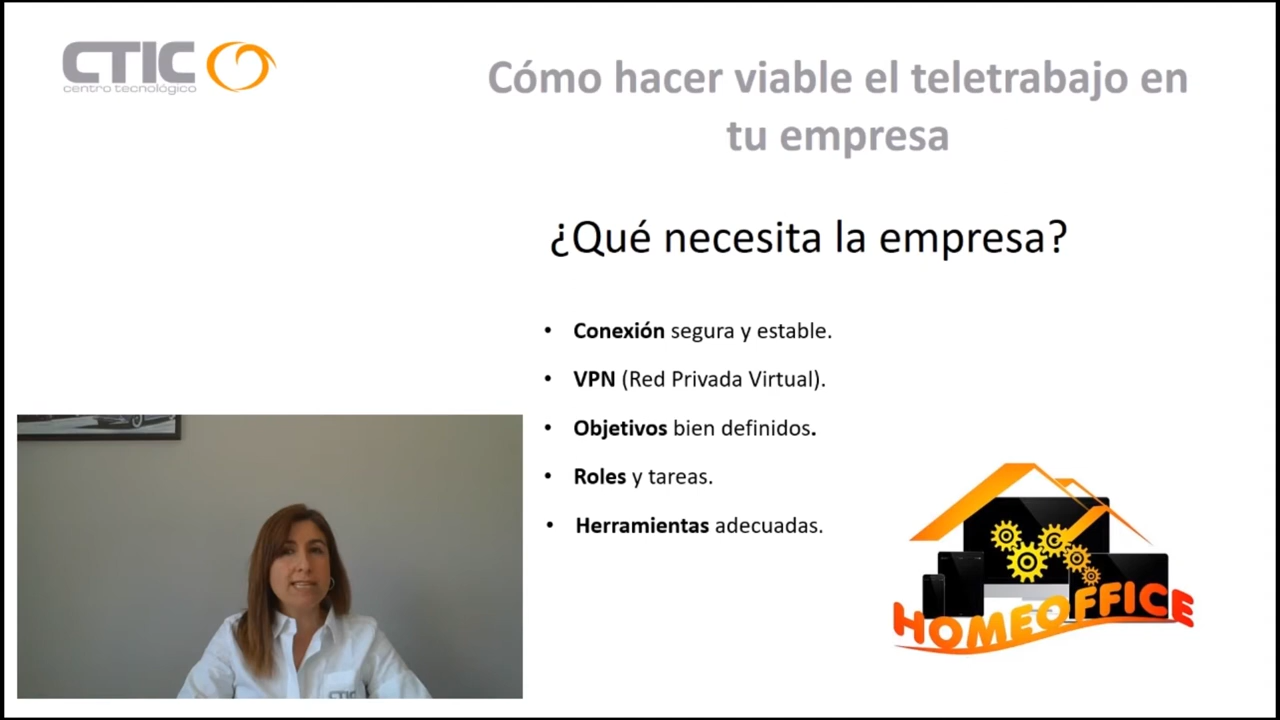 CTIC
centro tecnológico
Cómo hacer viable el teletrabajo en
tu empresa
¿Qué necesita la empresa?
• Conexión segura y estable.
• VPN (Red Privada Virtual).
• Objetivos bien definidos.
• Roles y tareas.
• Herramientas adecuadas.
HOMEOFFICE
CTIC